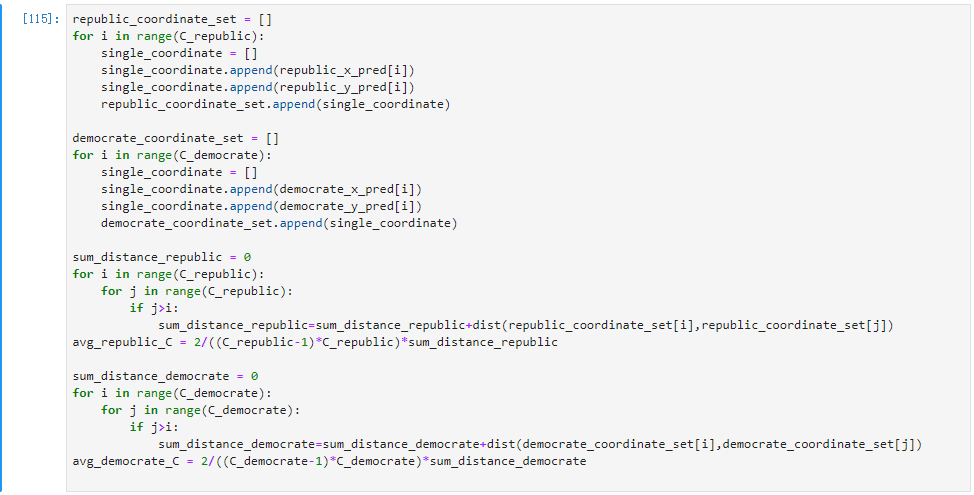 [115]: republic_coordinate_set = []
for i in range(C_republic):
    single_coordinate = []
    single_coordinate.append(republic_x_pred[i])
    single_coordinate.append(republic_y_pred[i])
    republic_coordinate_set.append(single_coordinate)

democrate_coordinate_set = []
for i in range(C_democrate):
    single_coordinate = []
    single_coordinate.append(democrate_x_pred[i])
    single_coordinate.append(democrate_y_pred[i])
    democrate_coordinate_set.append(single_coordinate)

sum_distance_republic = 0
for i in range(C_republic):
    for j in range(C_republic):
        if j>i:
            sum_distance_republic=sum_distance_republic+dist(republic_coordinate_set[i],republic_coordinate_set[j])
avg_republic_C = 2/((C_republic-1)*C_republic)*sum_distance_republic

sum_distance_democrate = 0
for i in range(C_democrate):
    for j in range(C_democrate):
        if j>i:
            sum_distance_democrate=sum_distance_democrate+dist(democrate_coordinate_set[i],democrate_coordinate_set[j])
avg_democrate_C = 2/((C_democrate-1)*C_democrate)*sum_distance_democrate